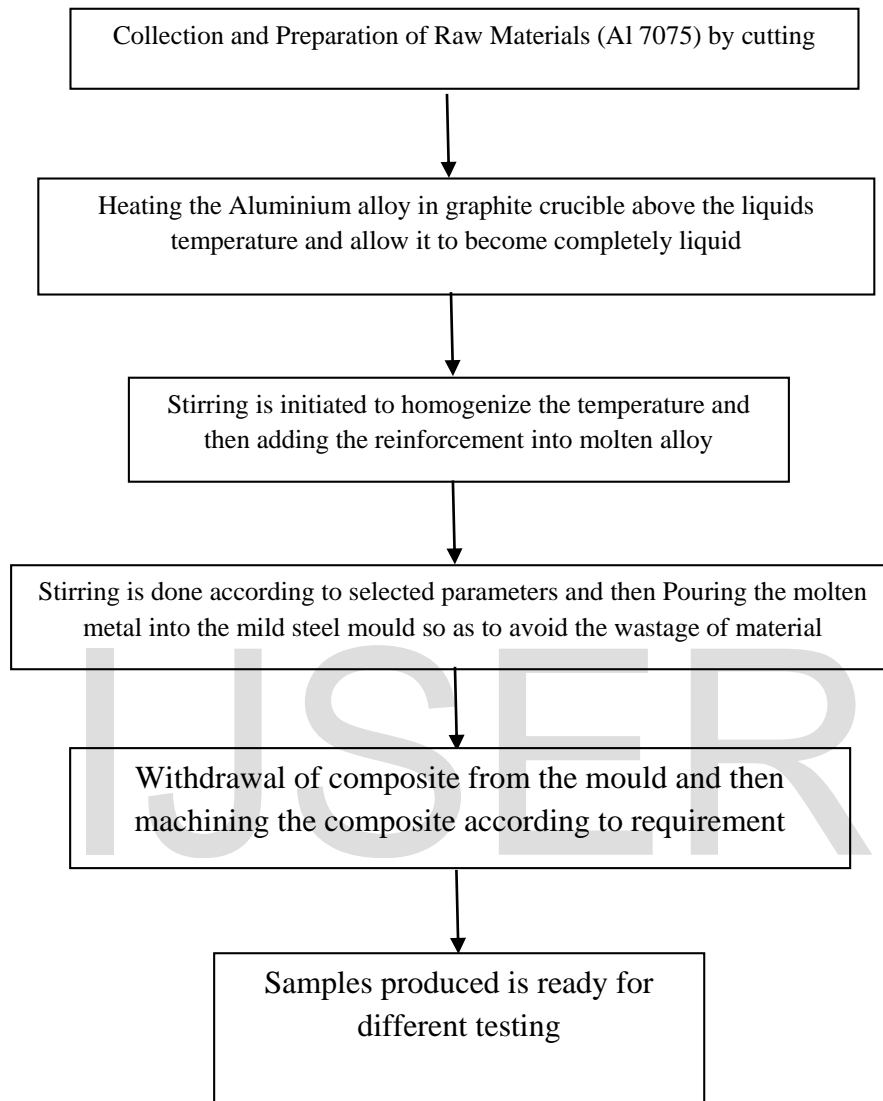 Collection and Preparation of Raw Materials (Al 7075) by cutting
Heating the Aluminium alloy in graphite crucible above the liquids
temperature and allow it to become completely liquid
Stirring is initiated to homogenize the temperature and
then adding the reinforcement into molten alloy
Stirring is done according to selected parameters and then Pouring the molten
metal into the mild steel mould so as to avoid the wastage of material
IJSER
Withdrawal of composite from the mould and then
machining the composite according to requirement
Samples produced is ready for
different testing